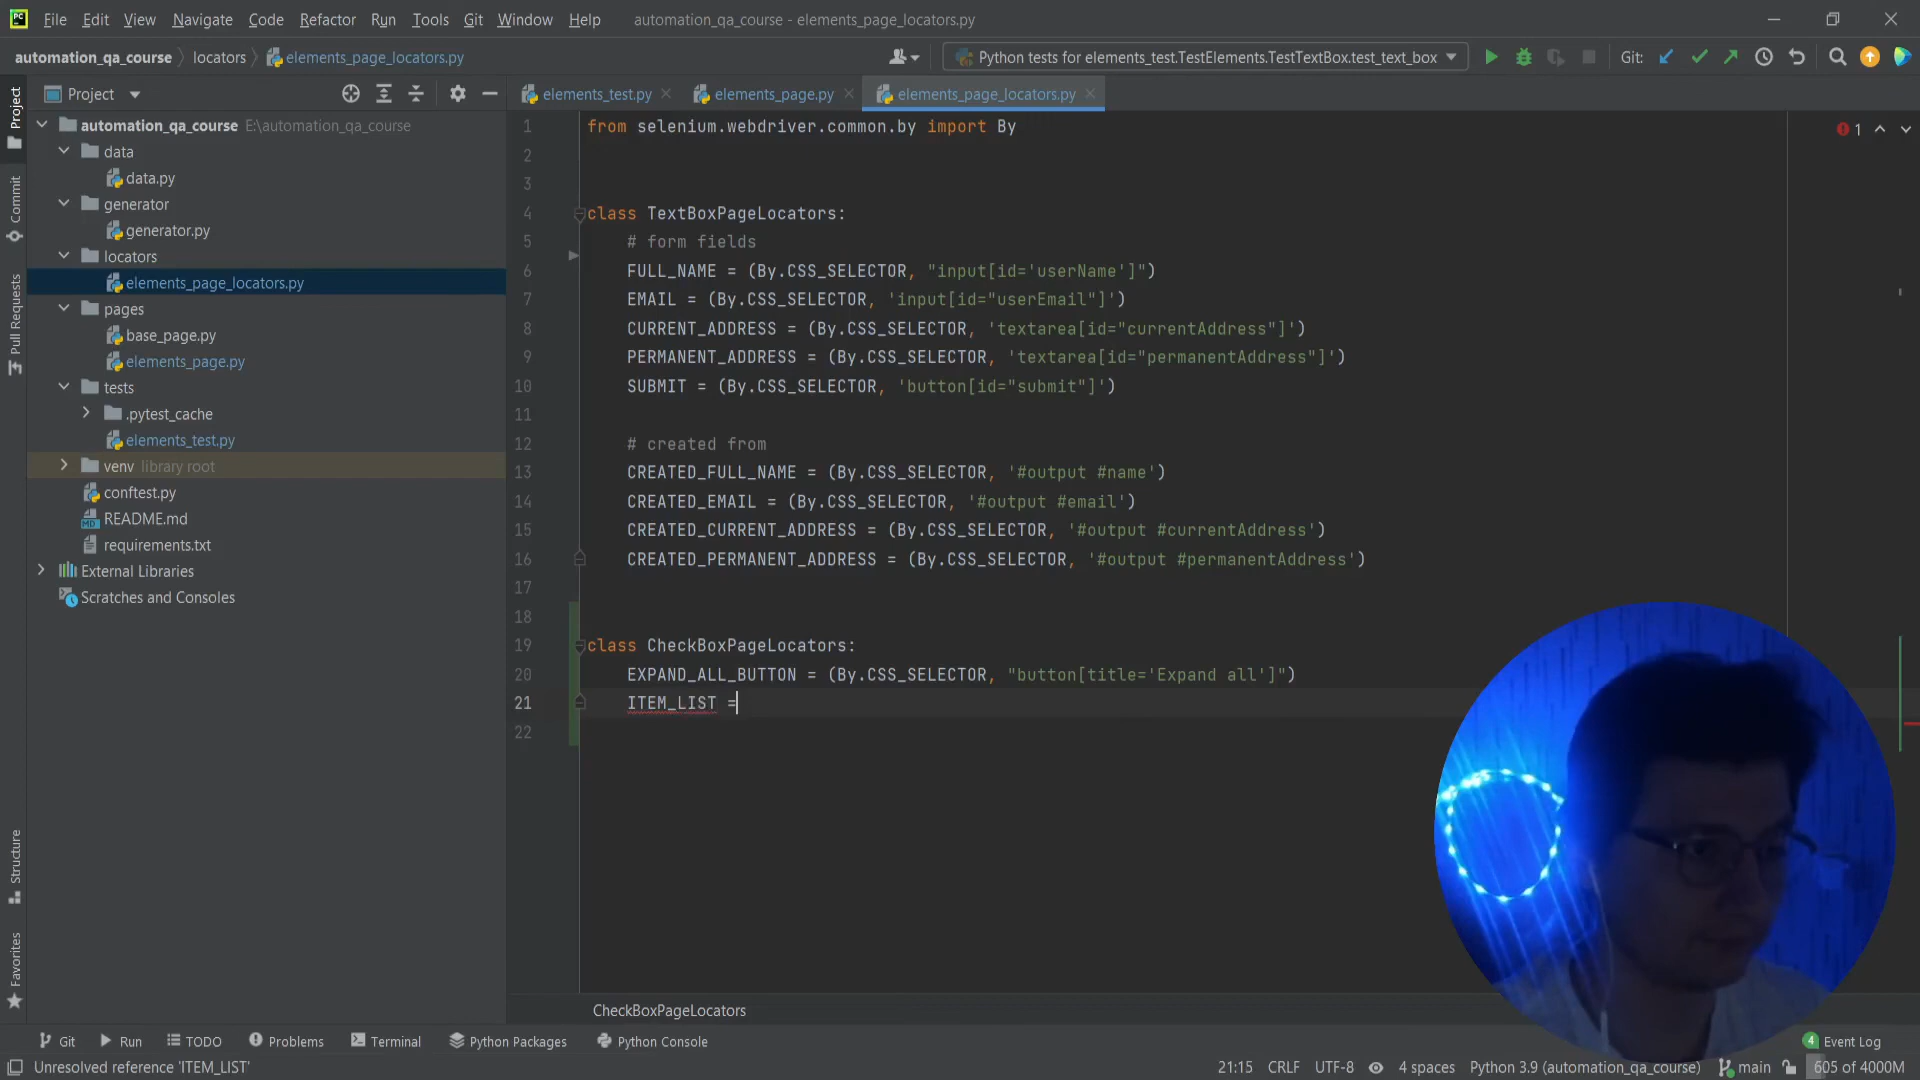 File Edit View Navigate Code Refactor Run Tools Git Window Help automation_qa_course - elements_page_locators.py
automation_qa_course locators elements_page_locators.py Python tests for elements_test.TestElements.TestTextBox.test_text_box Git:
Project elements_test.py elements_page.py elements_page_locators.py
Project
Commit
Pull Requests
Structure
Favorites
automation_qa_course E:\automation_qa_course
data
data.py
generator
generator.py
locators
elements_page_locators.py
pages
base_page.py
elements_page.py
tests
.pytest_cache
elements_test.py
venv library root
conftest.py
README.md
requirements.txt
External Libraries
Scratches and Consoles
1 from selenium.webdriver.common.by import By 1
2
3
4 class TextBoxPageLocators:
5 # form fields
6 FULL_NAME = (By.CSS_SELECTOR, "input[id='userName']")
7 EMAIL = (By.CSS_SELECTOR, 'input[id="userEmail"]')
8 CURRENT_ADDRESS = (By.CSS_SELECTOR, 'textarea[id="currentAddress"]')
9 PERMANENT_ADDRESS = (By.CSS_SELECTOR, 'textarea[id="permanentAddress"]')
10 SUBMIT = (By.CSS_SELECTOR, 'button[id="submit"]')
11
12 # created from
13 CREATED_FULL_NAME = (By.CSS_SELECTOR, '#output #name')
14 CREATED_EMAIL = (By.CSS_SELECTOR, '#output #email')
15 CREATED_CURRENT_ADDRESS = (By.CSS_SELECTOR, '#output #currentAddress')
16 CREATED_PERMANENT_ADDRESS = (By.CSS_SELECTOR, '#output #permanentAddress')
17
18
19 class CheckBoxPageLocators:
20 EXPAND_ALL_BUTTON = (By.CSS_SELECTOR, "button[title='Expand all']")
21 ITEM_LIST =
22
CheckBoxPageLocators
Git Run TODO Problems Terminal Python Packages Python Console 4 Event Log
Unresolved reference 'ITEM_LIST' 21:15 CRLF UTF-8 4 spaces Python 3.9 (automation_qa_course) main 605 of 4000M